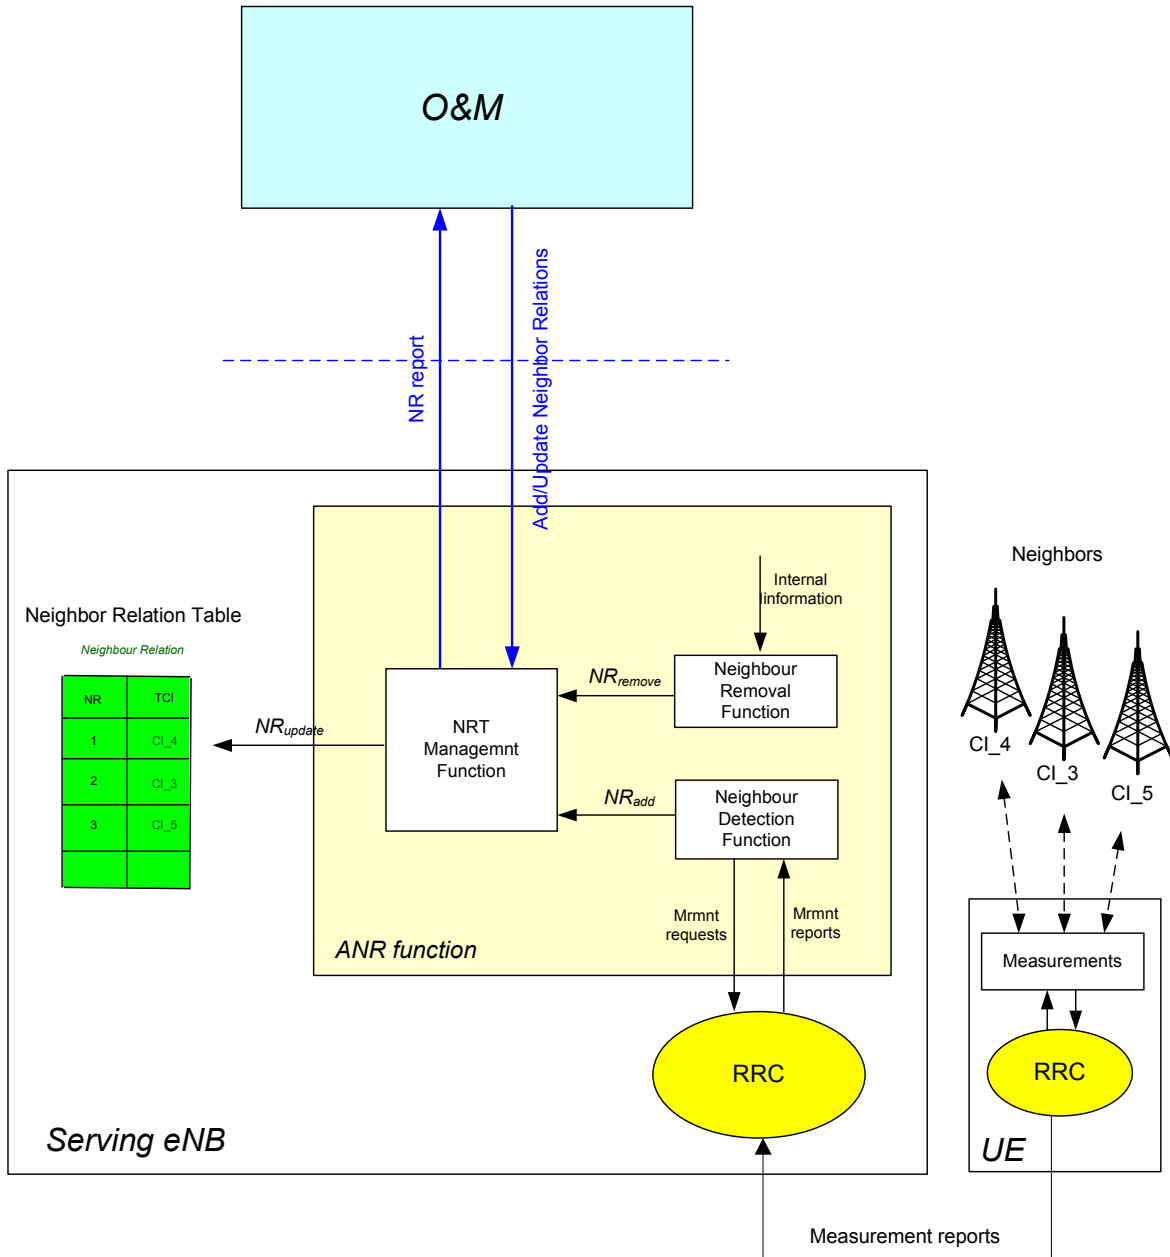 O&M
NR report
Add/Update Neighbor Relations
Neighbors
Internal
Iinformation
Neighbor Relation Table
Neighbour Relation
NR TCI
1 CI_4
2 CI_3
3 CI_5
NRupdate
NRT
Managemnt
Function
NRremove
Neighbour
Removal
Function
NRadd
Neighbour
Detection
Function
Mrmnt
requests
Mrmnt
reports
ANR function
CI_4
CI_3
CI_5
Measurements
RRC
RRC
Serving eNB
UE
Measurement reports